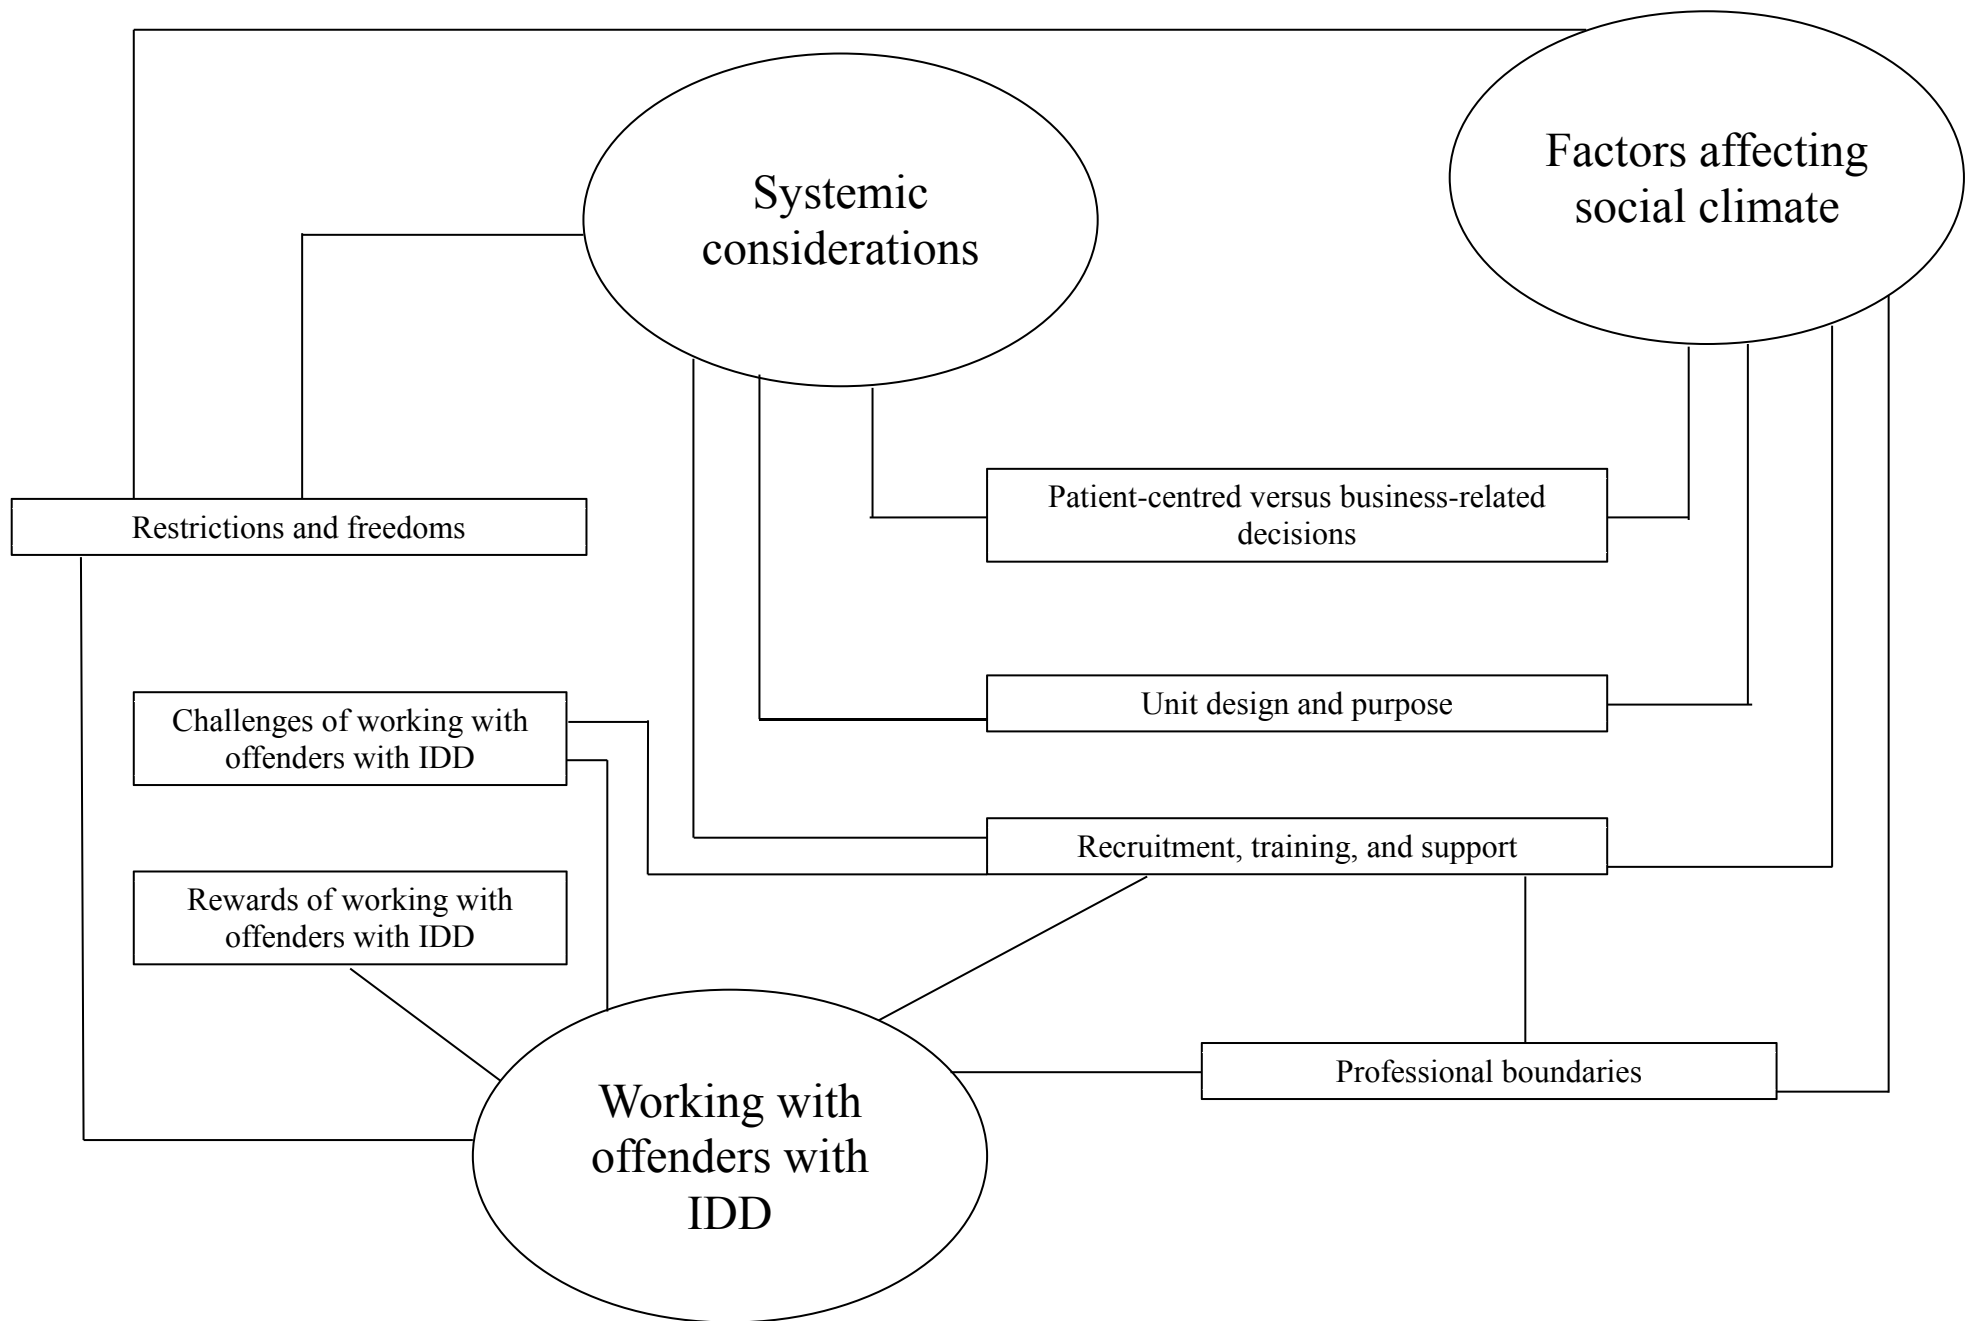 Factors affecting
social climate
Systemic
considerations
Patient-centred versus business-related
decisions
Restrictions and freedoms
Unit design and purpose
Challenges of working with
offenders with IDD
Recruitment, training, and support
Rewards of working with
offenders with IDD
Professional boundaries
Working with
offenders with
IDD